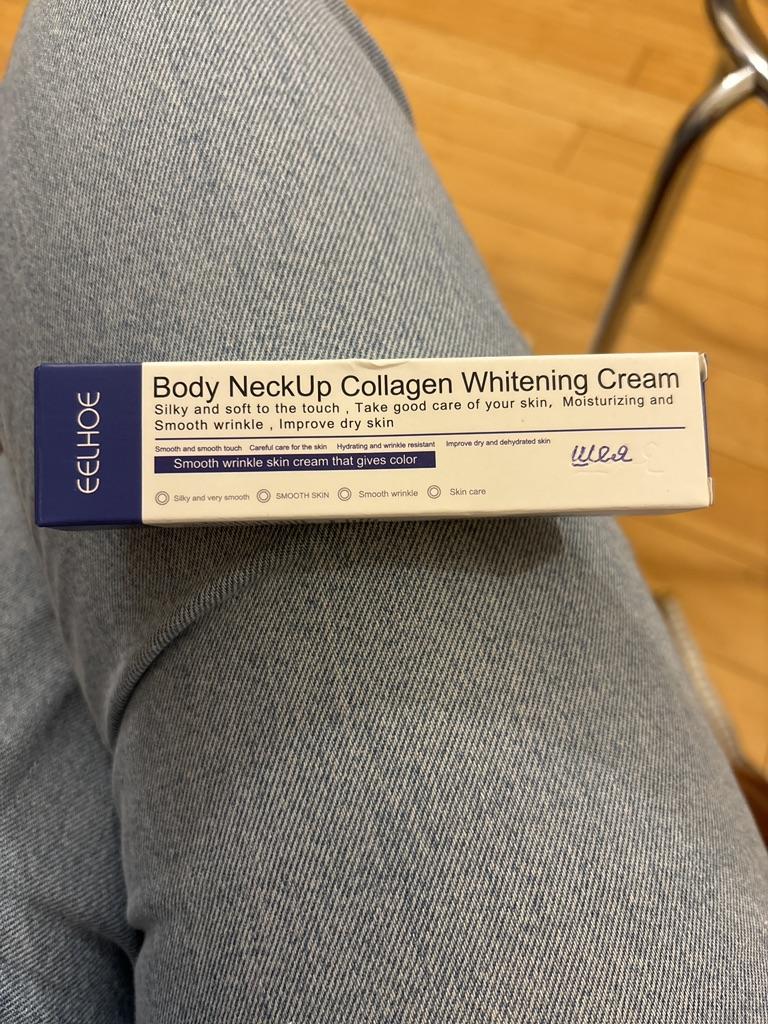 EELHOE
Body NeckUp Collagen Whitening Cream
Silky and soft to the touch , Take good care of your skin, Moisturizing and
Smooth wrinkle , Improve dry skin
Smooth and smooth touch Careful care for the skin Hydrating and wrinkle resistant Improve dry and dehydrated skin
Smooth wrinkle skin cream that gives color
шея
Silky and very smooth SMOOTH SKIN Smooth wrinkle Skin care